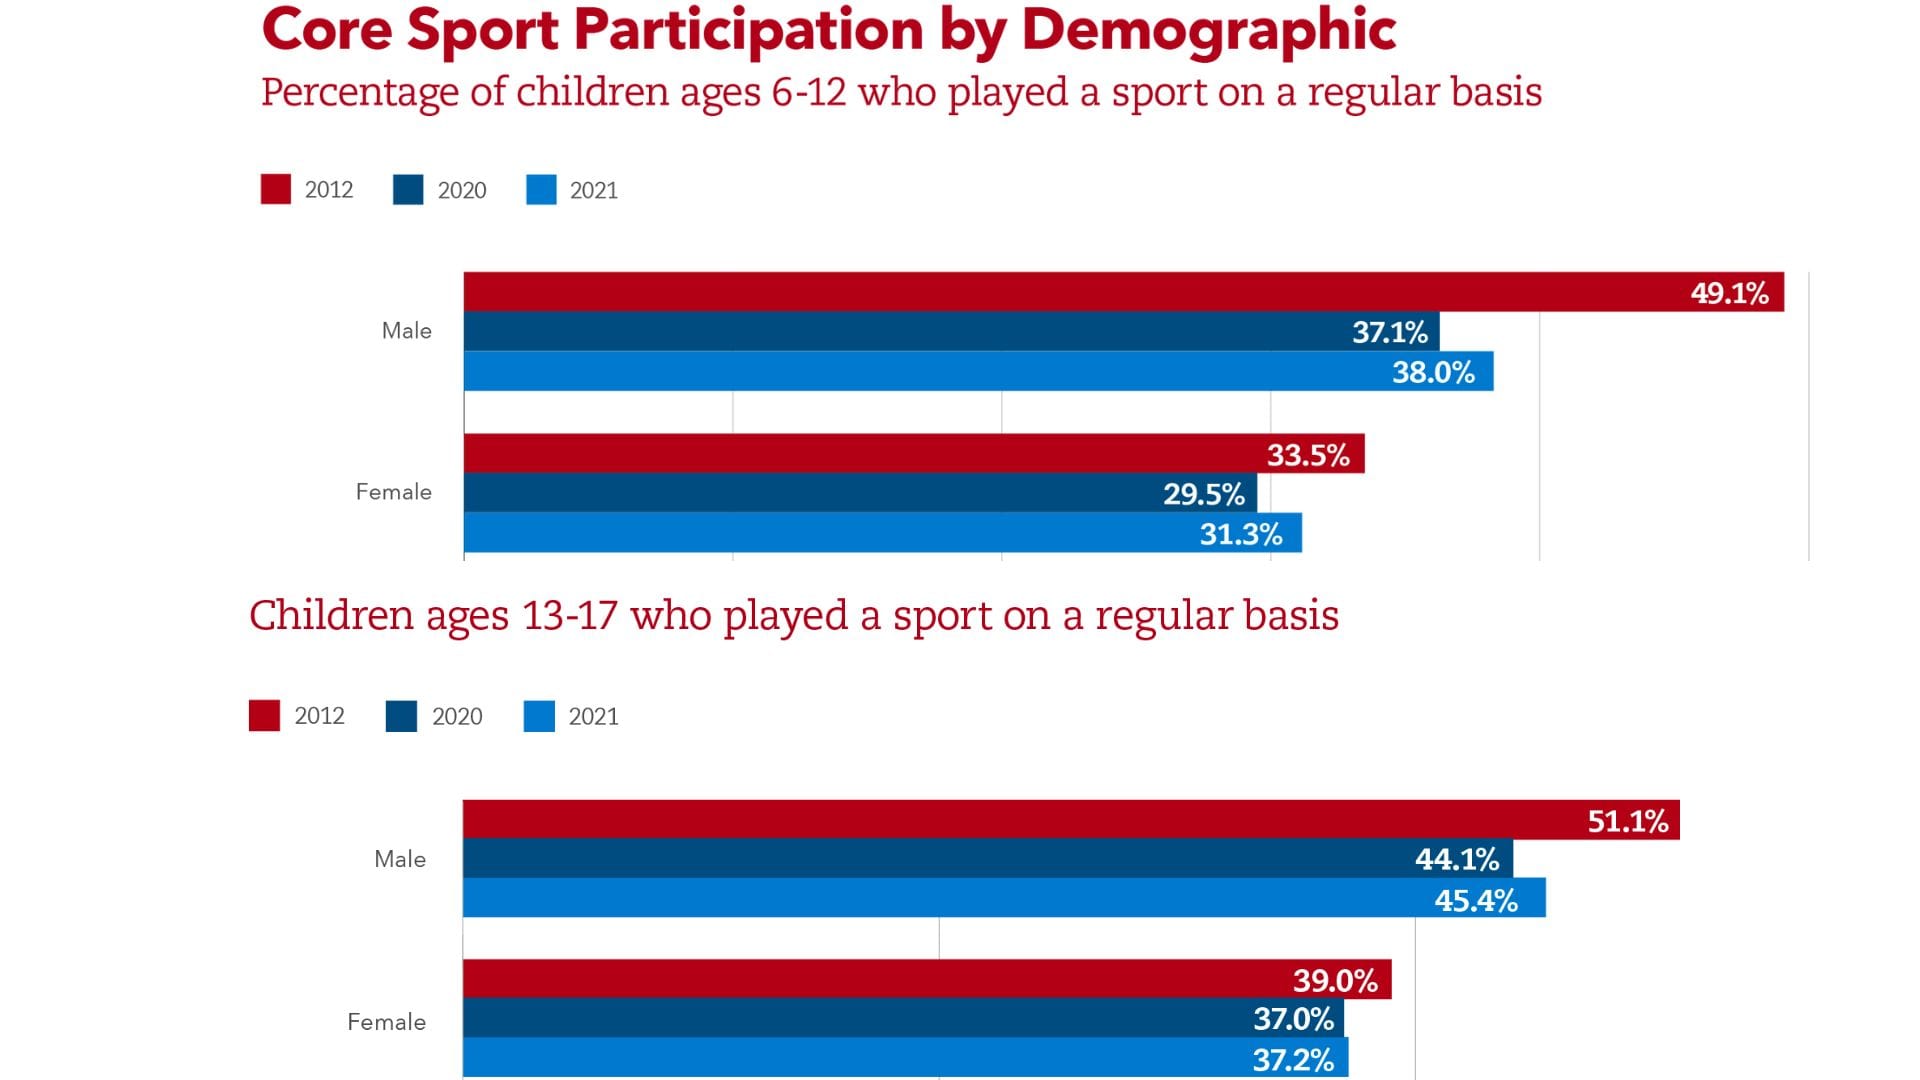 Core Sport Participation by Demographic
Percentage of children ages 6-12 who played a sport on a regular basis
2012 2020 2021
49.1%
Male 37.1%
38.0%
33.5%
Female 29.5%
31.3%
Children ages 13-17 who played a sport on a regular basis
2012 2020 2021
51.1%
Male 44.1%
45.4%
39.0%
Female 37.0%
37.2%